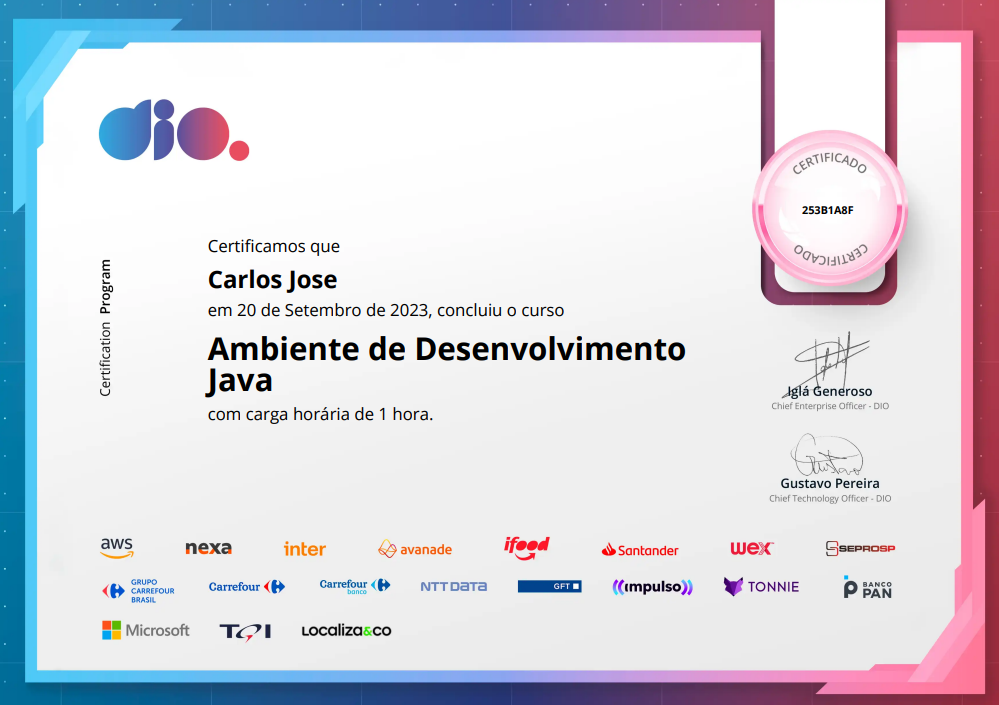 dio.
CERTIFICADO
253B1A8F
CERTIFICADO
Certification Program
Certificamos que
Carlos Jose
em 20 de Setembro de 2023, concluiu o curso
Ambiente de Desenvolvimento
Java
com carga horária de 1 hora.
Iglá Generoso
Chief Enterprise Officer - DIO
Gustavo Pereira
Chief Technology Officer - DIO
aws nexa inter avanade ifood Santander wex SEPROSP
GRUPO
CARREFOUR
BRASIL
Carrefour
Carrefour
banco
NTT DATA GFT ((impulso)) TONNIE
BANCO
PAN
Microsoft TQI LOCALIZA&CO